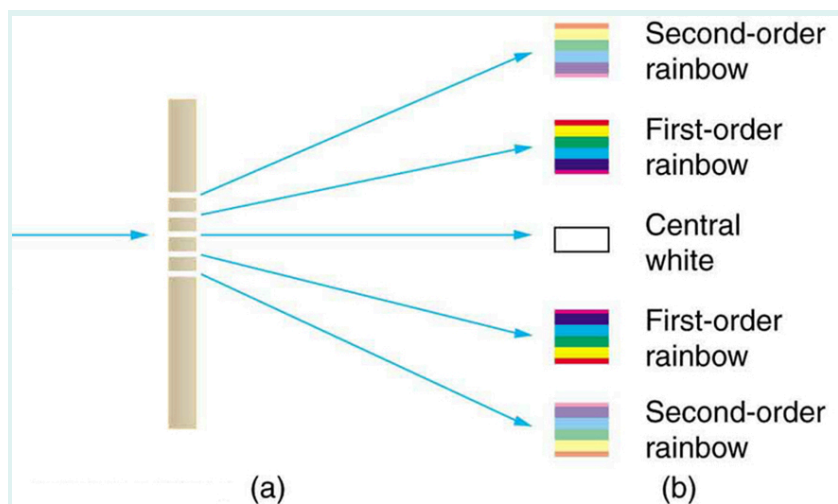 Second-order
rainbow
First-order
rainbow
Central
white
First-order
rainbow
Second-order
rainbow
(a)
(b)